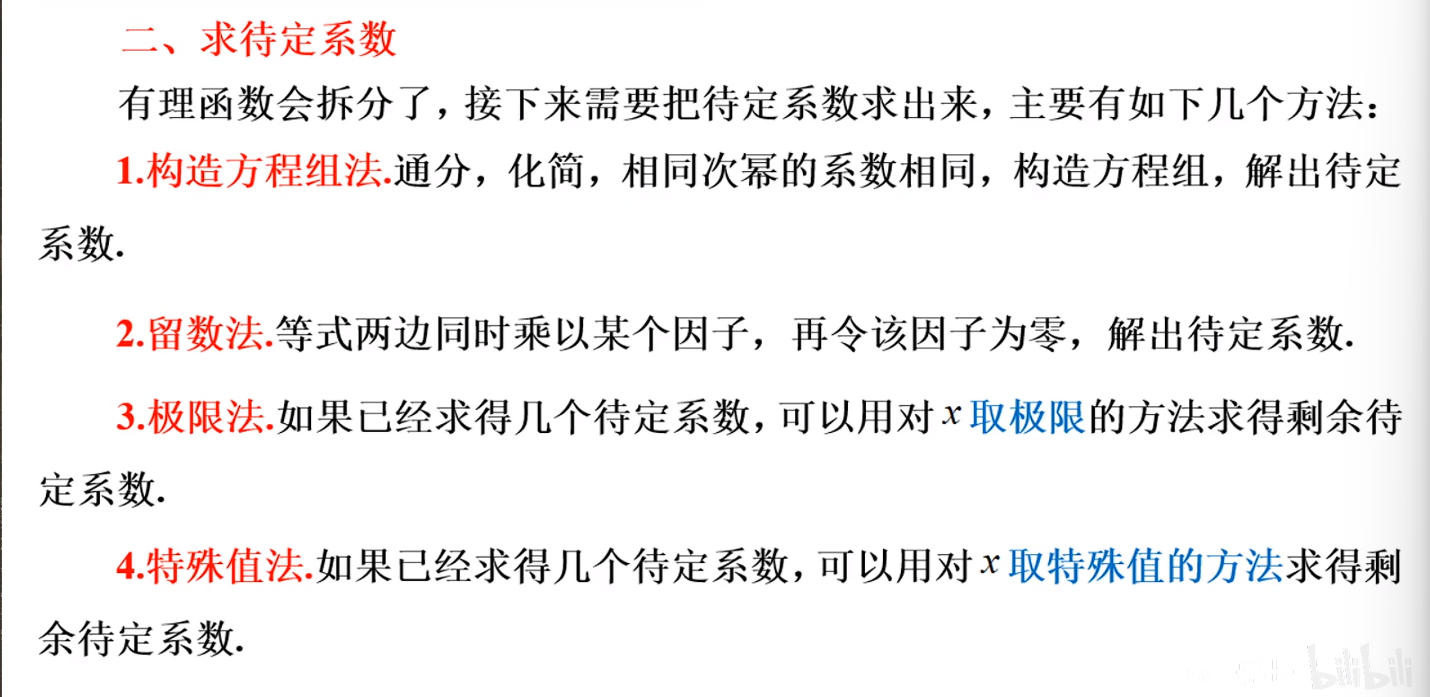 二、求待定系数
有理函数会拆分了，接下来需要把待定系数求出来，主要有如下几个方法：
1.构造方程组法.通分，化简，相同次幂的系数相同，构造方程组，解出待定
系数.
2.留数法.等式两边同时乘以某个因子，再令该因子为零，解出待定系数.
3.极限法.如果已经求得几个待定系数，可以用对x取极限的方法求得剩余待
定系数.
4.特殊值法.如果已经求得几个待定系数，可以用对x取特殊值的方法求得剩
余待定系数.
bilibili